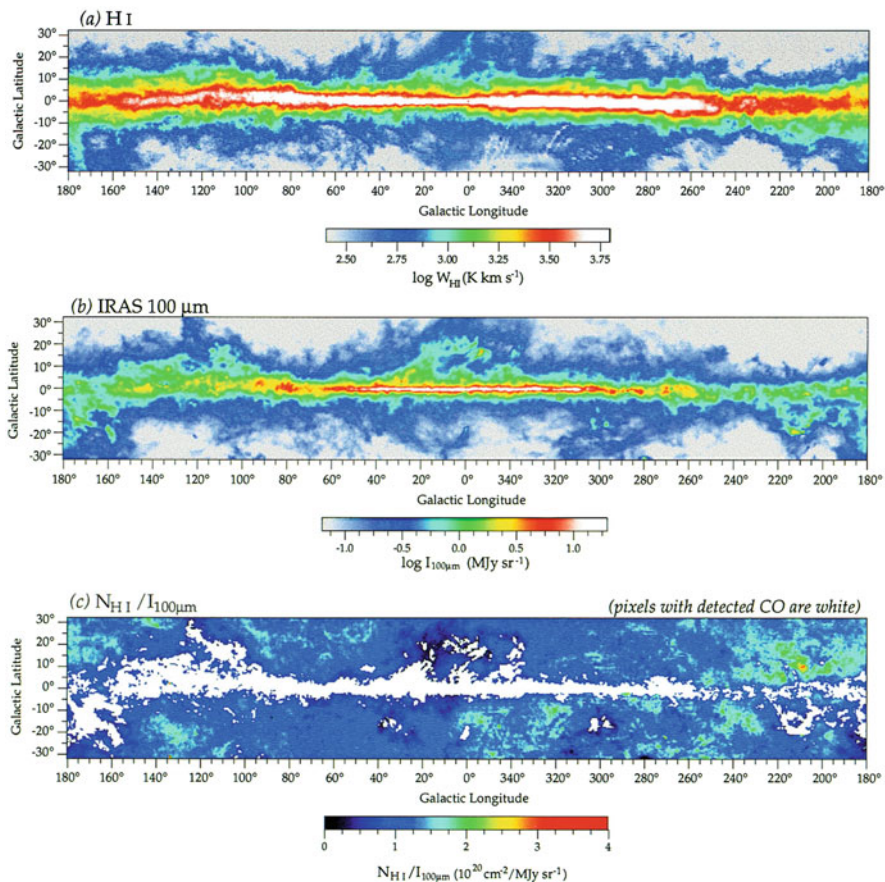 (a) H I
30°
20°
10°
0°
-10°
-20°
-30°
Galactic Latitude
180° 160° 140° 120° 100° 80° 60° 40° 20° 0° 340° 320° 300° 280° 260° 240° 220° 200° 180°
Galactic Longitude
2.50 2.75 3.00 3.25 3.50 3.75
log W_HI (K km s⁻¹)
(b) IRAS 100 µm
30°
20°
10°
0°
-10°
-20°
-30°
Galactic Latitude
180° 160° 140° 120° 100° 80° 60° 40° 20° 0° 340° 320° 300° 280° 260° 240° 220° 200° 180°
Galactic Longitude
-1.0 -0.5 0.0 0.5 1.0
log I_100µm (MJy sr⁻¹)
(c) N_H I / I_100µm (pixels with detected CO are white)
30°
20°
10°
0°
-10°
-20°
-30°
Galactic Latitude
180° 160° 140° 120° 100° 80° 60° 40° 20° 0° 340° 320° 300° 280° 260° 240° 220° 200° 180°
Galactic Longitude
0 1 2 3 4
N_H I / I_100µm (10²⁰ cm⁻²/MJy sr⁻¹)